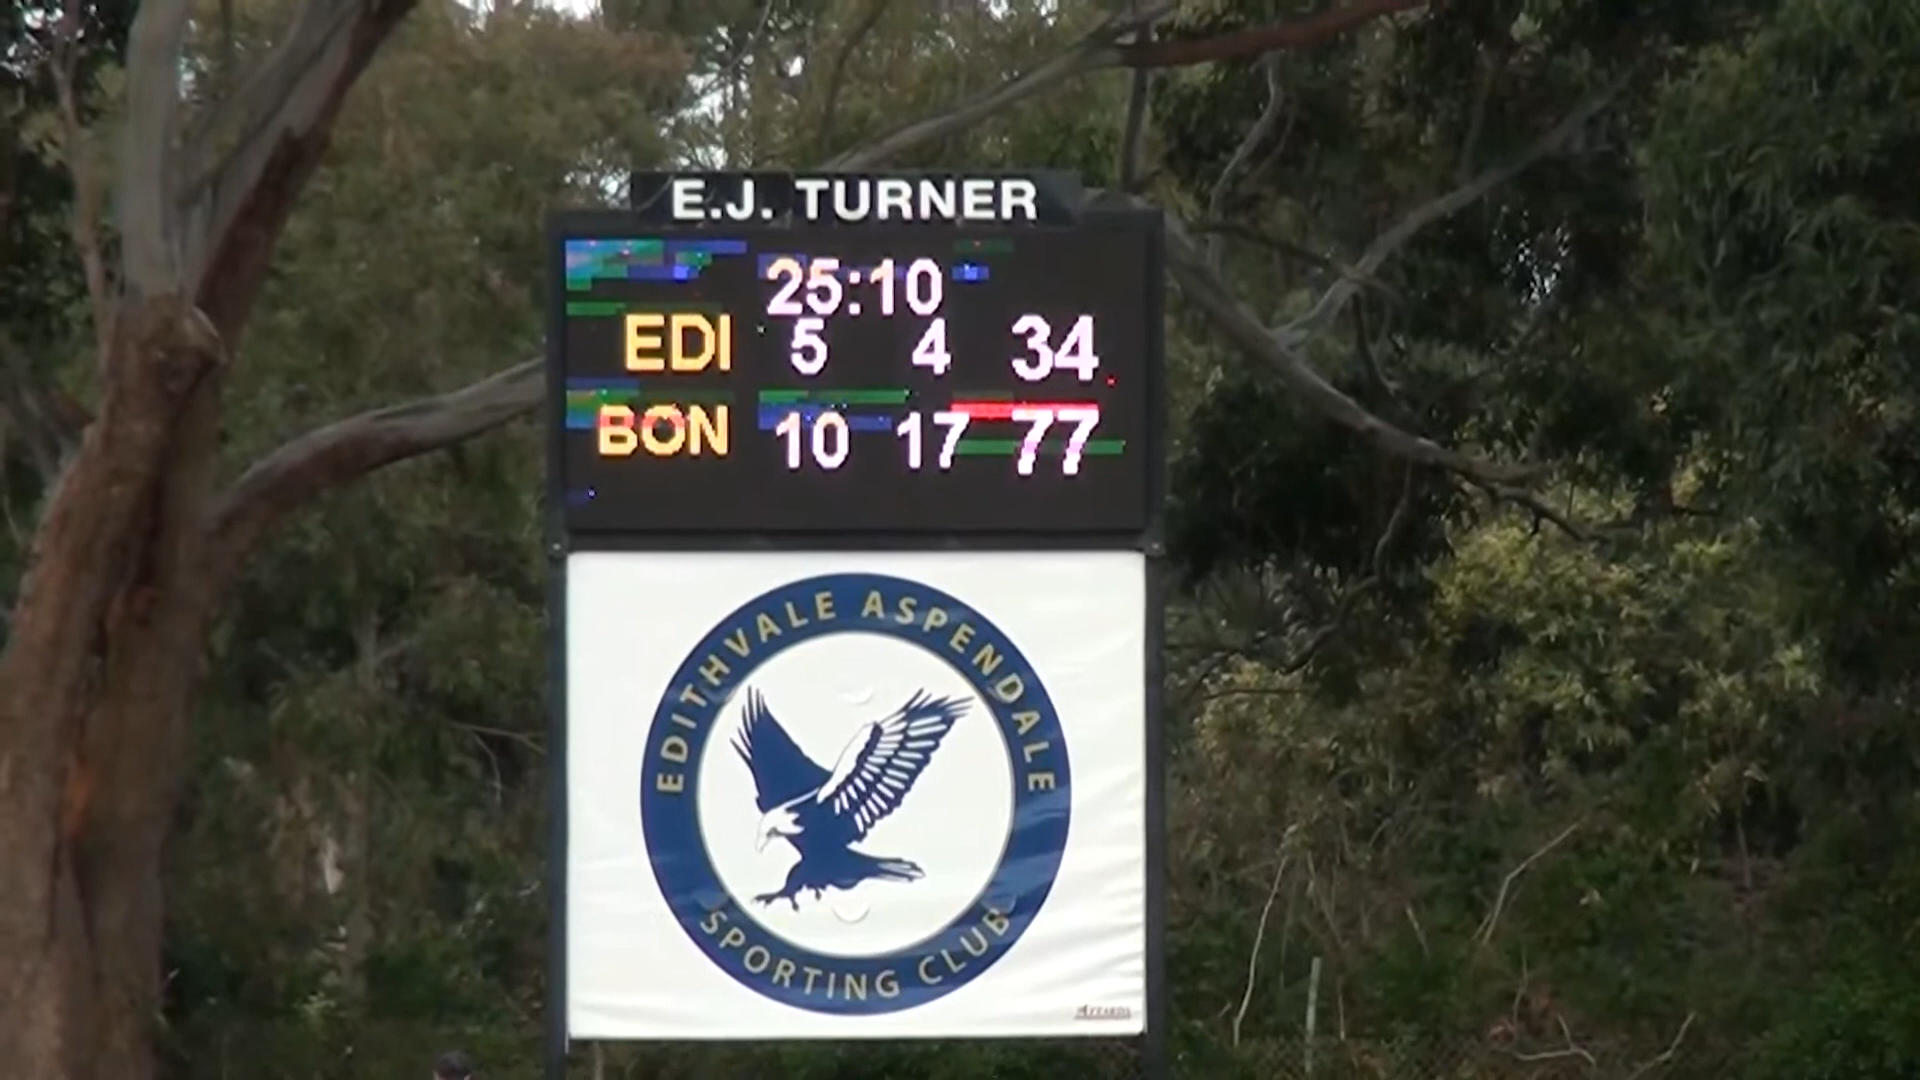 E.J. TURNER
25:10
EDI 5 4 34
BON 10 17 77
EDITHVALE ASPENDALE
SPORTING CLUB